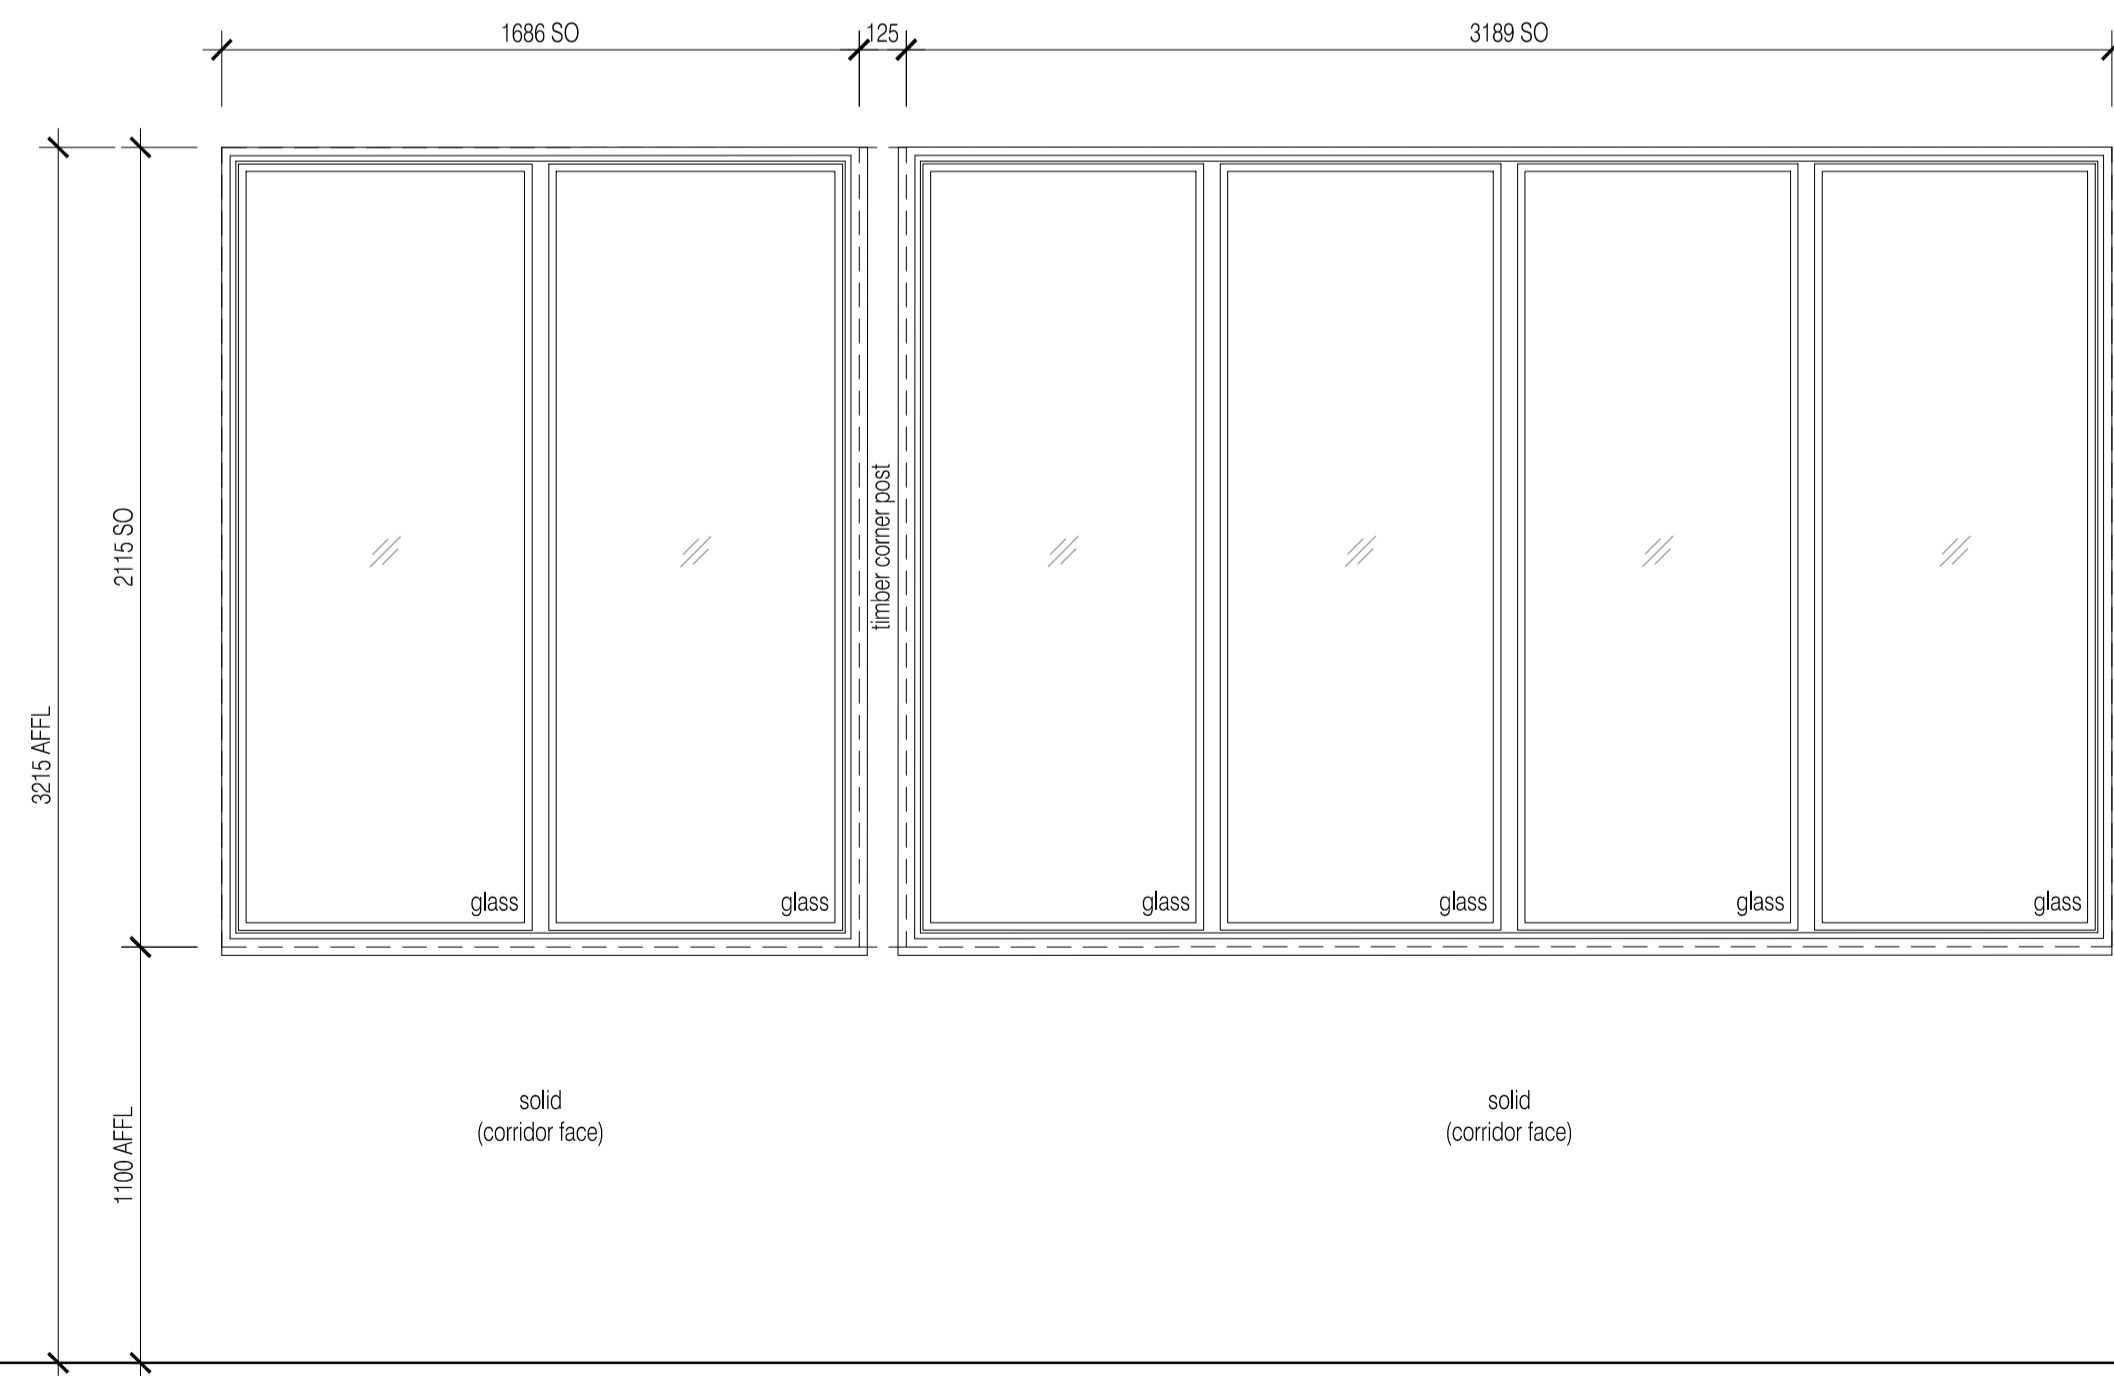 1686 SO
125
3189 SO
3215 AFFL
2115 SO
1100 AFFL
timber corner post
glass
glass
glass
glass
glass
glass
solid
(corridor face)
solid
(corridor face)